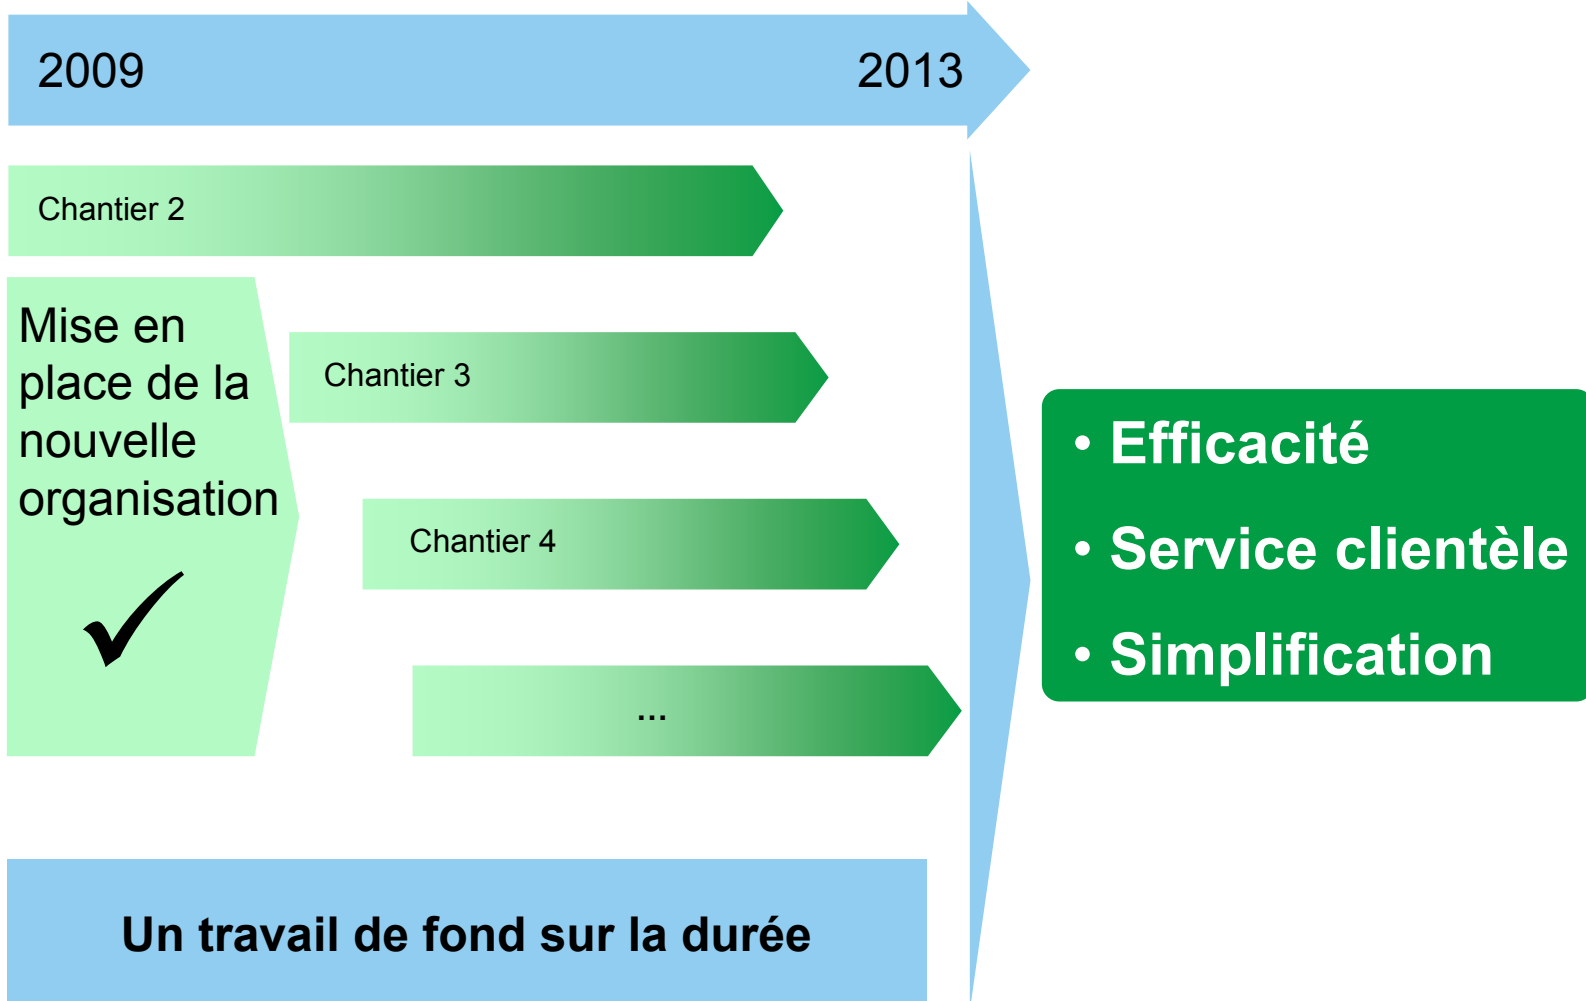 2009 2013
Chantier 2
Mise en
place de la
nouvelle
organisation
Chantier 3
Chantier 4
...
• Efficacité
• Service clientèle
• Simplification
Un travail de fond sur la durée